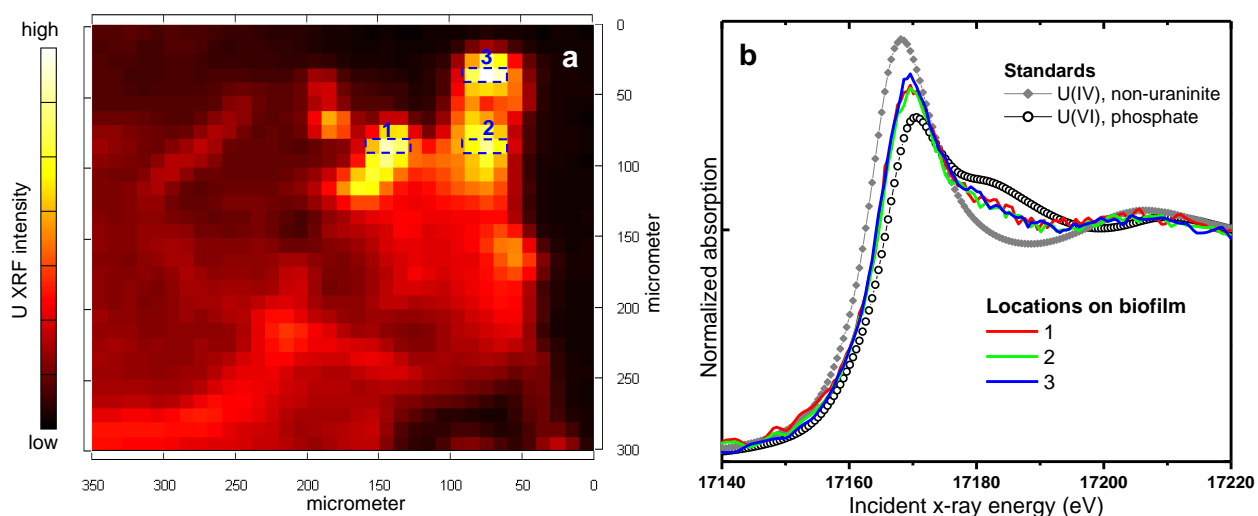 high
U XRF intensity
low
a
3
1
2
0
50
100
150
200
250
300
micrometer
350
300
250
200
150
100
50
0
micrometer
b
Standards
U(IV), non-uraninite
U(VI), phosphate
Normalized absorption
Locations on biofilm
1
2
3
17140
17160
17180
17200
17220
Incident x-ray energy (eV)